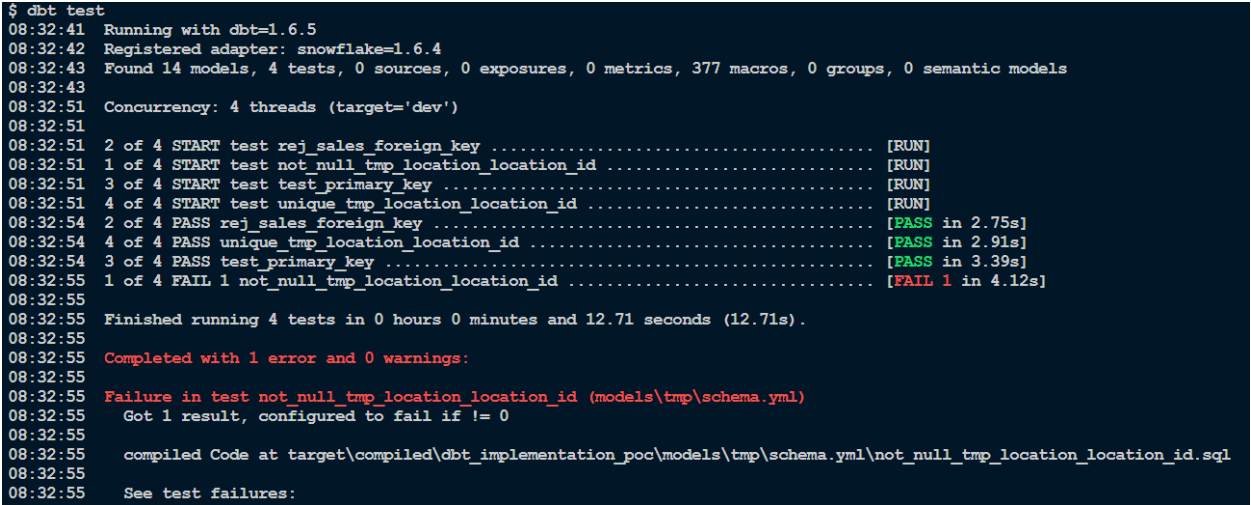 $ dbt test
08:32:41  Running with dbt=1.6.5
08:32:42  Registered adapter: snowflake=1.6.4
08:32:43  Found 14 models, 4 tests, 0 sources, 0 exposures, 0 metrics, 377 macros, 0 groups, 0 semantic models
08:32:43
08:32:51  Concurrency: 4 threads (target='dev')
08:32:51
08:32:51  2 of 4 START test rej_sales_foreign_key ........................................ [RUN]
08:32:51  1 of 4 START test not_null_tmp_location_location_id ............................ [RUN]
08:32:51  3 of 4 START test test_primary_key ............................................. [RUN]
08:32:51  4 of 4 START test unique_tmp_location_location_id .............................. [RUN]
08:32:54  2 of 4 PASS rej_sales_foreign_key .............................................. [PASS in 2.75s]
08:32:54  4 of 4 PASS unique_tmp_location_location_id .................................... [PASS in 2.91s]
08:32:54  3 of 4 PASS test_primary_key ................................................... [PASS in 3.39s]
08:32:55  1 of 4 FAIL 1 not_null_tmp_location_location_id ................................ [FAIL 1 in 4.12s]
08:32:55
08:32:55  Finished running 4 tests in 0 hours 0 minutes and 12.71 seconds (12.71s).
08:32:55
08:32:55  Completed with 1 error and 0 warnings:
08:32:55
08:32:55  Failure in test not_null_tmp_location_location_id (models\tmp\schema.yml)
08:32:55    Got 1 result, configured to fail if != 0
08:32:55
08:32:55    compiled Code at target\compiled\dbt_implementation_poc\models\tmp\schema.yml\not_null_tmp_location_location_id.sql
08:32:55
08:32:55    See test failures: